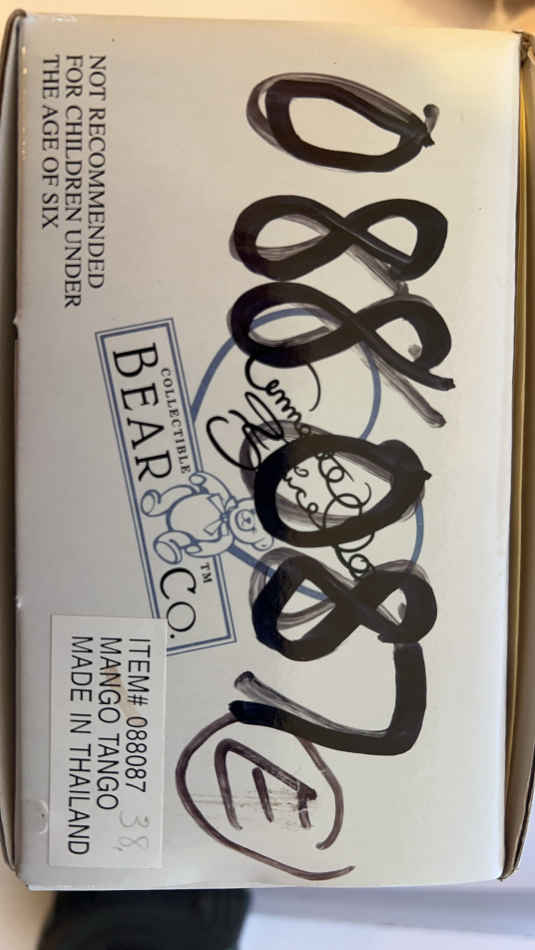 088087
E
NOT RECOMMENDED
FOR CHILDREN UNDER
THE AGE OF SIX
COLLECTIBLE
BEAR CO.™
ITEM# 088087
MANGO TANGO
MADE IN THAILAND
38,